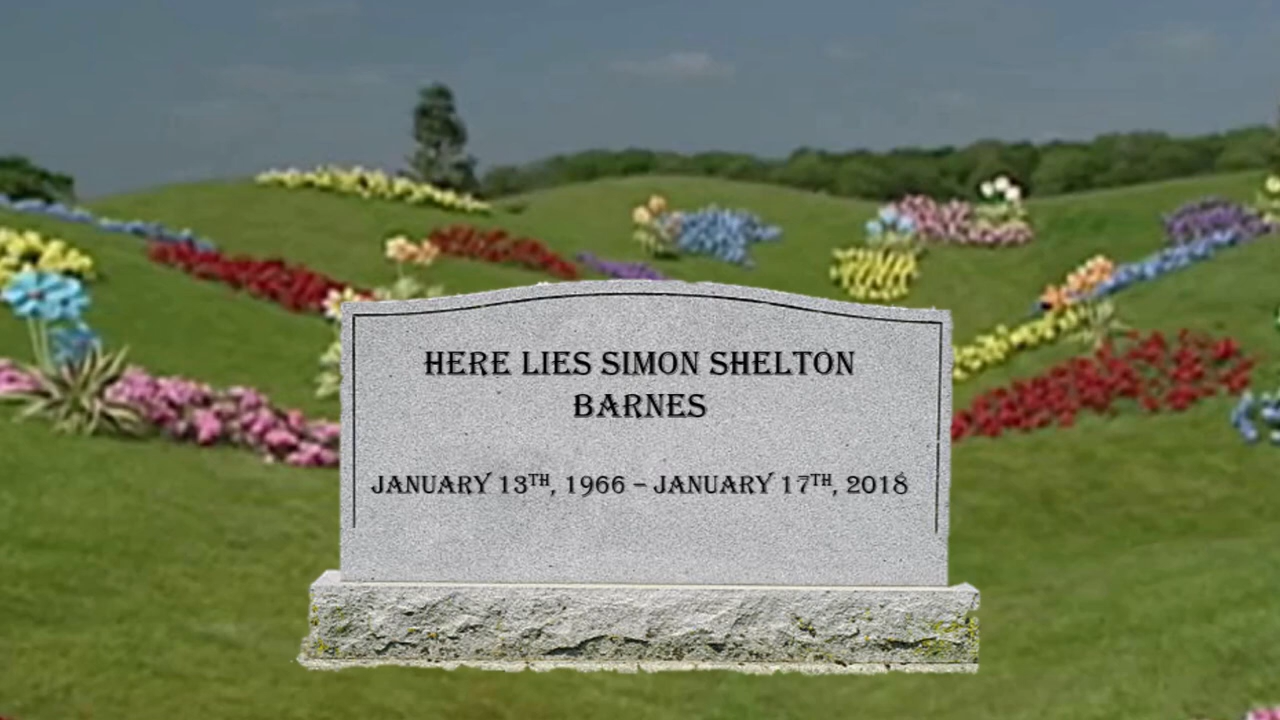 HERE LIES SIMON SHELTON
BARNES
JANUARY 13TH, 1966 – JANUARY 17TH, 2018